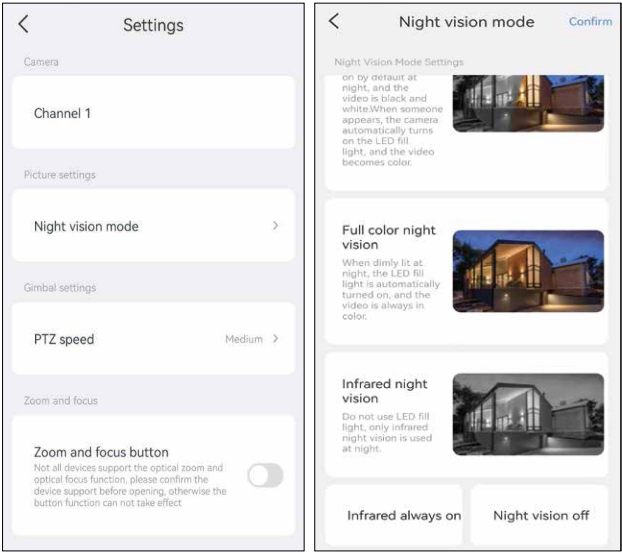 Settings
Camera
Channel 1
Picture settings
Night vision mode
Gimbal settings
PTZ speed
Medium
Zoom and focus
Zoom and focus button
Not all devices support the optical zoom and
optical focus function, please confirm the
device support before opening, otherwise the
button function can not take effect
Night vision mode
Confirm
Night Vision Mode Settings
on by default at
night, and the
video is black and
white.When someone
appears, the camera
automatically turns
on the LED fill
light, and the video
becomes color.
Full color night
vision
When dimly lit at
night, the LED fill
light is automatically
turned on, and the
video is always in
color.
Infrared night
vision
Do not use LED fill
light, only infrared
night vision is used
at night.
Infrared always on
Night vision off